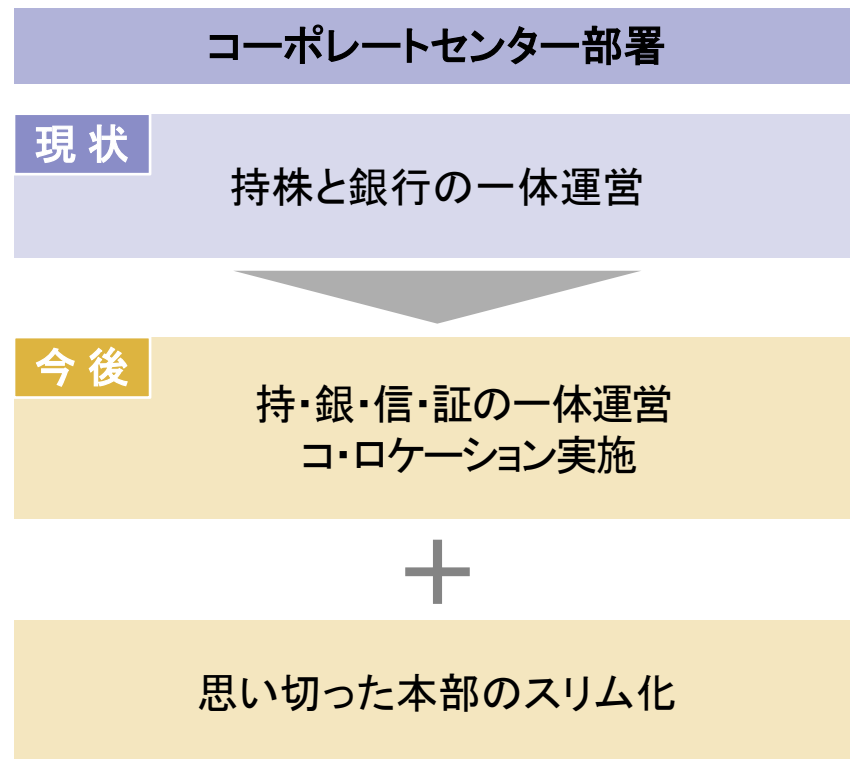 コーポレートセンター部署
現 状
持株と銀行の一体運営
今 後
持・銀・信・証の一体運営
コ・ロケーション実施
＋
思い切った本部のスリム化